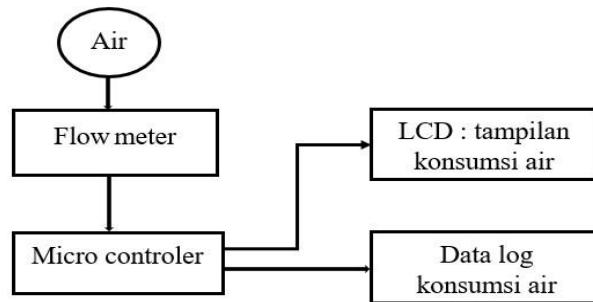 Air
Flow meter
Micro controler
LCD : tampilan
konsumsi air
Data log
konsumsi air